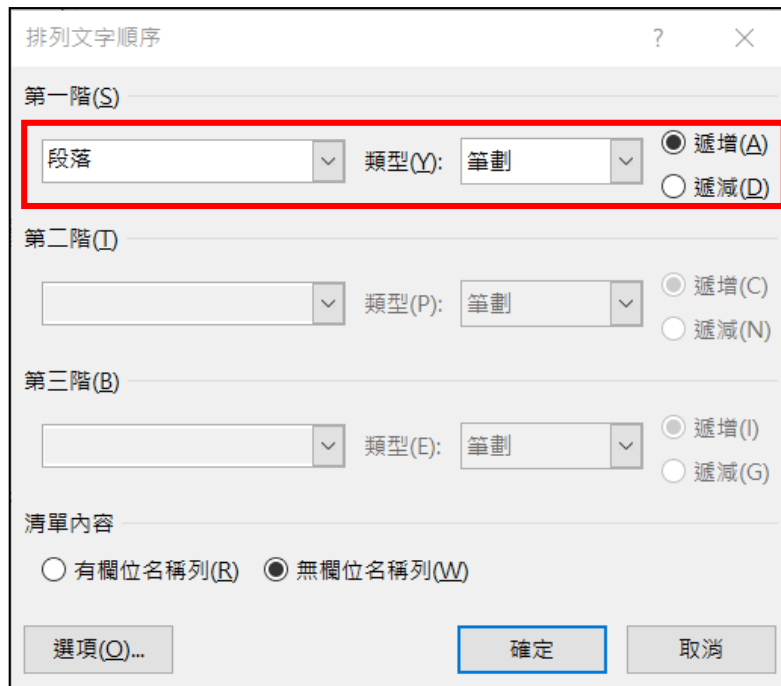 排列文字順序 ?
第一階(S)
段落 類型(Y): 筆劃 遞增(A)
遞減(D)
第二階(T)
類型(P): 筆劃 遞增(C)
遞減(N)
第三階(B)
類型(E): 筆劃 遞增(I)
遞減(G)
清單內容
有欄位名稱列(R) 無欄位名稱列(W)
選項(O)... 確定 取消